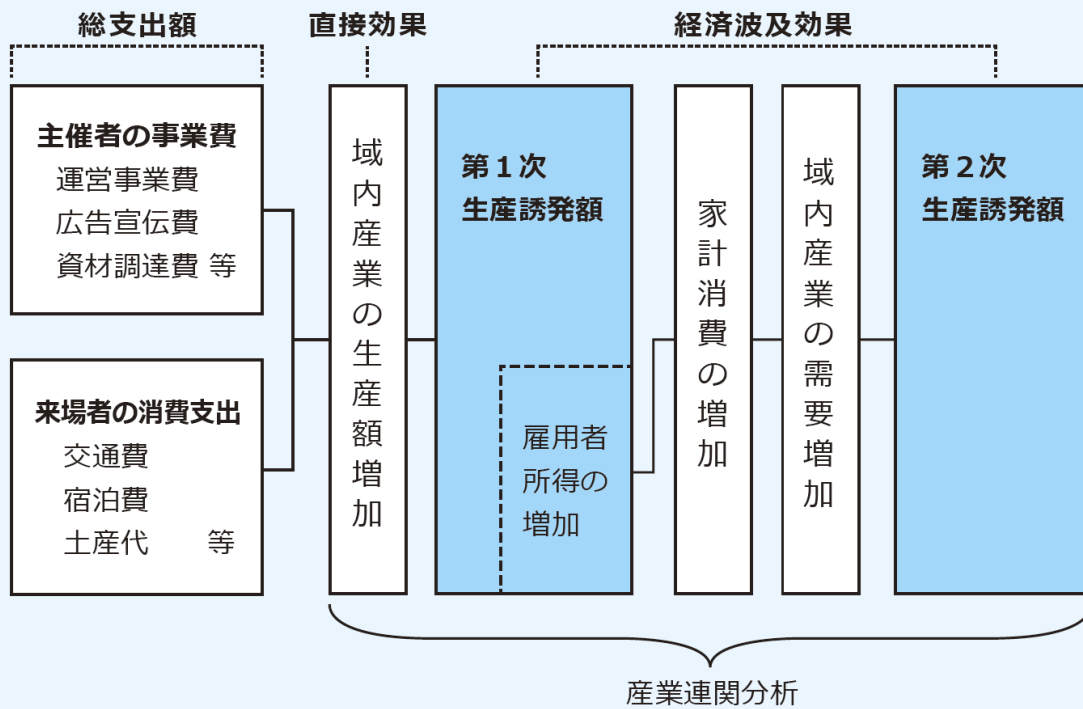 総支出額
直接効果
経済波及効果
主催者の事業費
運営事業費
広告宣伝費
資材調達費 等
来場者の消費支出
交通費
宿泊費
土産代 等
域内産業の生産額増加
第1次
生産誘発額
雇用者
所得の
増加
家計消費の増加
域内産業の需要増加
第2次
生産誘発額
産業連関分析